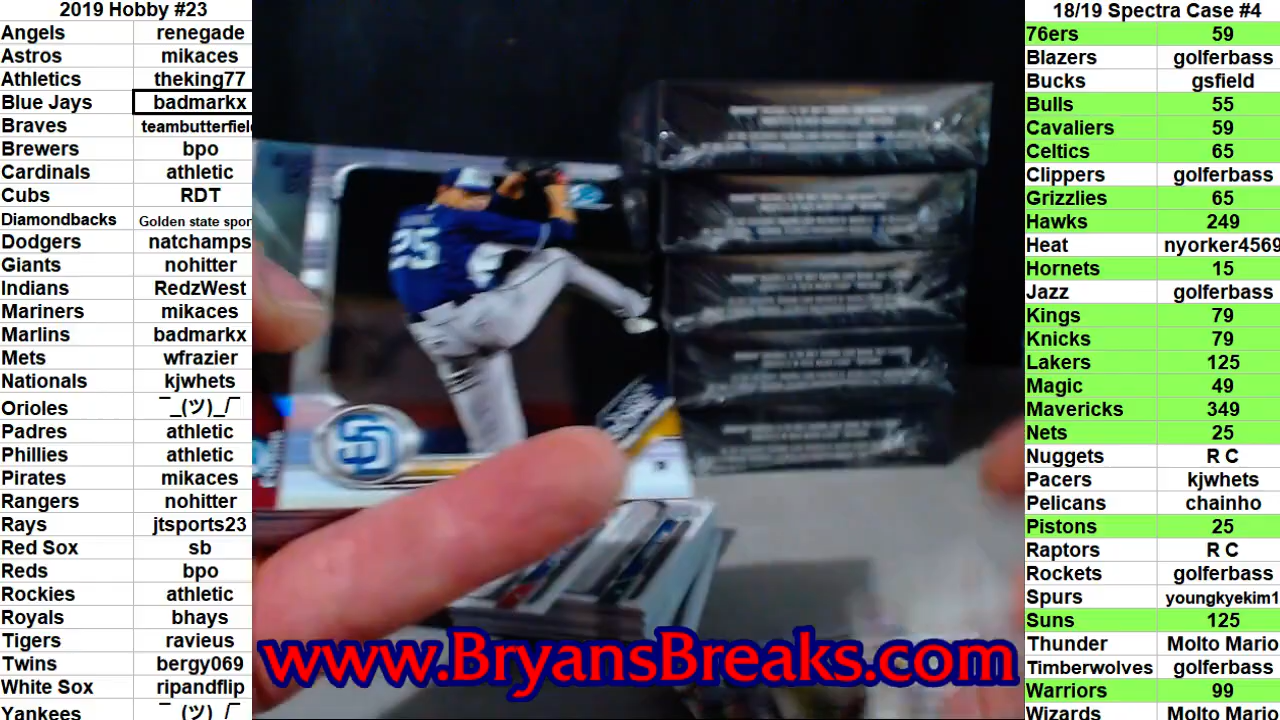 2019 Hobby #23
Angels renegade
Astros mikaces
Athletics theking77
Blue Jays badmarkx
Braves teambutterfiel
Brewers bpo
Cardinals athletic
Cubs RDT
Diamondbacks Golden state spor
Dodgers natchamps
Giants nohitter
Indians RedzWest
Mariners mikaces
Marlins badmarkx
Mets wfrazier
Nationals kjwhets
Orioles ¯_(ツ)_/¯
Padres athletic
Phillies athletic
Pirates mikaces
Rangers nohitter
Rays jtsports23
Red Sox sb
Reds bpo
Rockies athletic
Royals bhays
Tigers ravieus
Twins bergy069
White Sox ripandflip
Yankees ¯_(ツ)_/¯
25
SD
www.BryansBreaks.com
18/19 Spectra Case #4
76ers 59
Blazers golferbass
Bucks gsfield
Bulls 55
Cavaliers 59
Celtics 65
Clippers golferbass
Grizzlies 65
Hawks 249
Heat nyorker4569
Hornets 15
Jazz golferbass
Kings 79
Knicks 79
Lakers 125
Magic 49
Mavericks 349
Nets 25
Nuggets R C
Pacers kjwhets
Pelicans chainho
Pistons 25
Raptors R C
Rockets golferbass
Spurs youngkyekim1
Suns 125
Thunder Molto Mario
Timberwolves golferbass
Warriors 99
Wizards Molto Mario